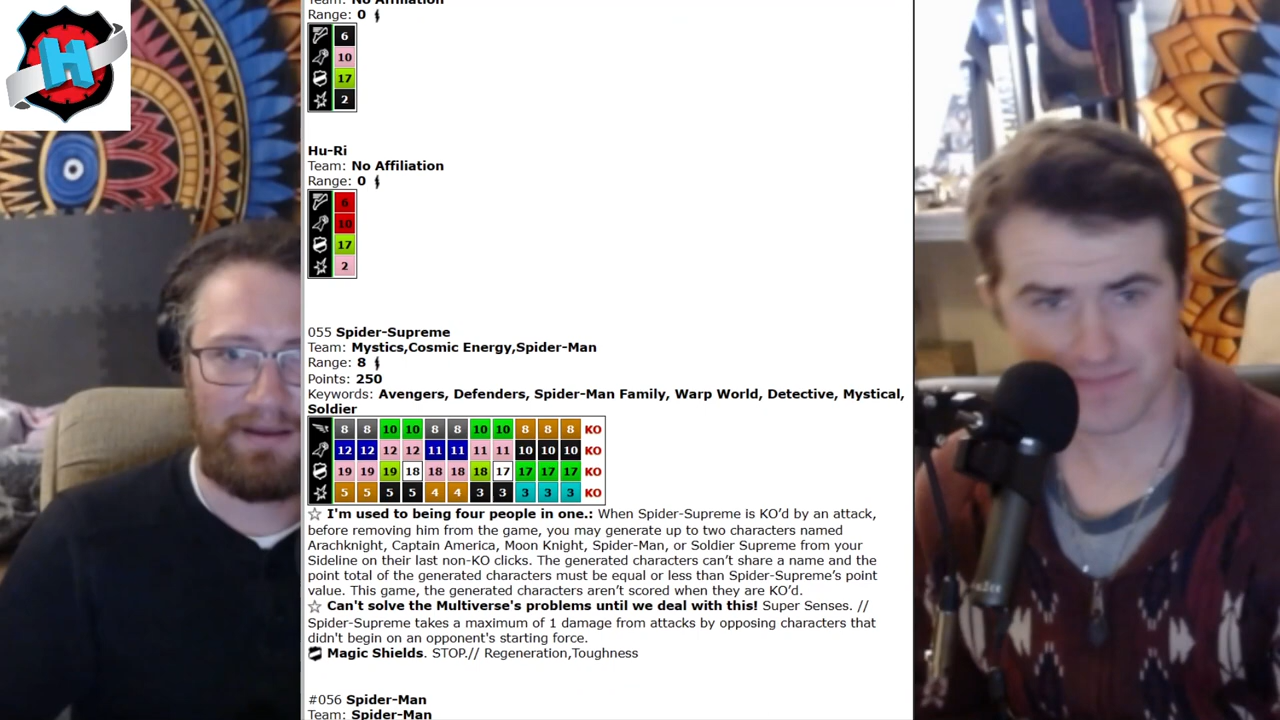 Team: No Affiliation
Range: 0
6
10
17
2
Hu-Ri
Team: No Affiliation
Range: 0
6
10
17
2
055 Spider-Supreme
Team: Mystics,Cosmic Energy,Spider-Man
Range: 8
Points: 250
Keywords: Avengers, Defenders, Spider-Man Family, Warp World, Detective, Mystical,
Soldier
8 8 10 10 8 8 10 10 8 8 8 KO
12 12 12 12 11 11 11 11 10 10 10 KO
19 19 19 18 18 18 18 17 17 17 17 KO
5 5 5 5 4 4 3 3 3 3 3 KO
☆ I'm used to being four people in one.: When Spider-Supreme is KO'd by an attack,
before removing him from the game, you may generate up to two characters named
Arachknight, Captain America, Moon Knight, Spider-Man, or Soldier Supreme from your
Sideline on their last non-KO clicks. The generated characters can't share a name and the
point total of the generated characters must be equal or less than Spider-Supreme's point
value. This game, the generated characters aren't scored when they are KO'd.
☆ Can't solve the Multiverse's problems until we deal with this! Super Senses. //
Spider-Supreme takes a maximum of 1 damage from attacks by opposing characters that
didn't begin on an opponent's starting force.
Magic Shields. STOP.// Regeneration,Toughness
#056 Spider-Man
Team: Spider-Man
H